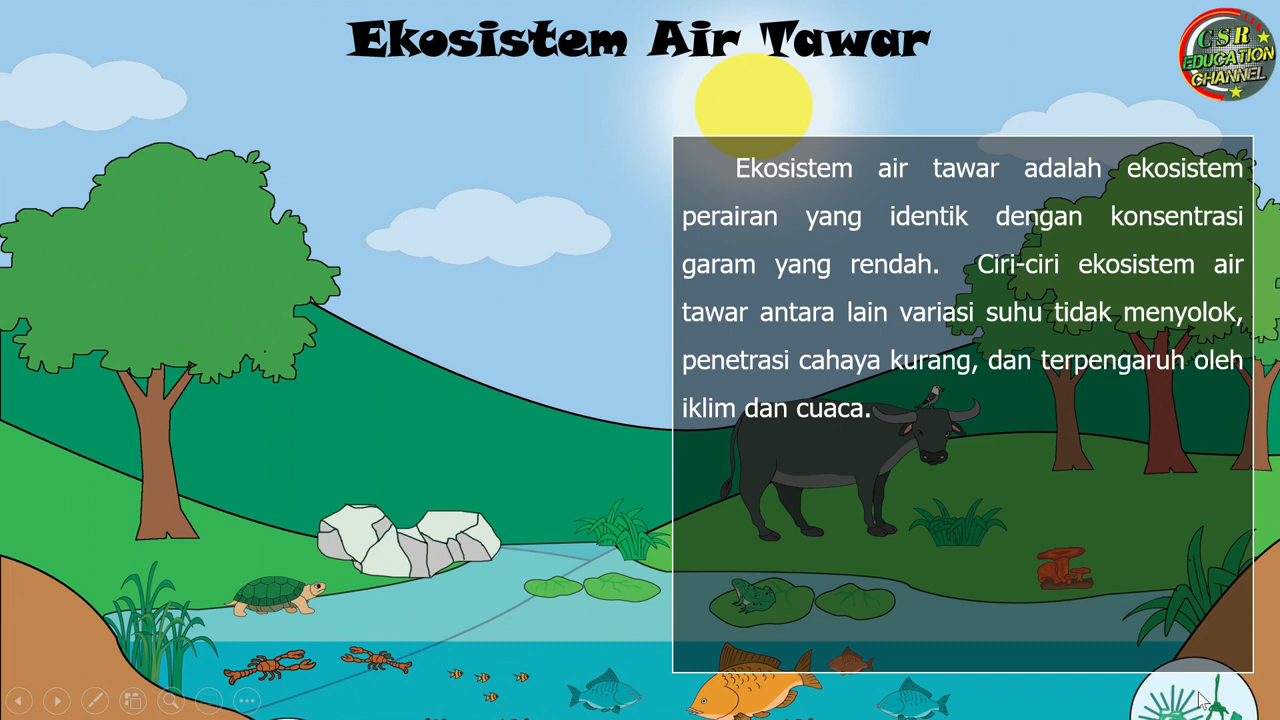 Ekosistem Air Tawar
CSR
EDUCATION
CHANNEL
Ekosistem air tawar adalah ekosistem
perairan yang identik dengan konsentrasi
garam yang rendah. Ciri-ciri ekosistem air
tawar antara lain variasi suhu tidak menyolok,
penetrasi cahaya kurang, dan terpengaruh oleh
iklim dan cuaca.